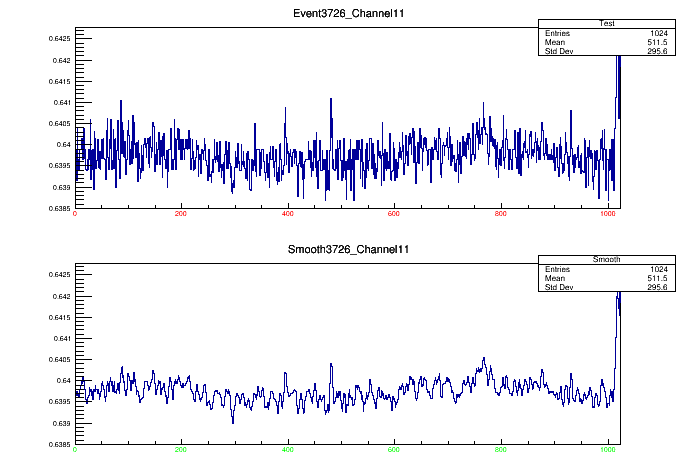 Event3726_Channel11
Test
Entries 1024
Mean 511.5
Std Dev 295.6
0.6425
0.642
0.6415
0.641
0.6405
0.64
0.6395
0.639
0.6385
0 200 400 600 800 1000
Smooth3726_Channel11
Smooth
Entries 1024
Mean 511.5
Std Dev 295.6
0.6425
0.642
0.6415
0.641
0.6405
0.64
0.6395
0.639
0.6385
0 200 400 600 800 1000